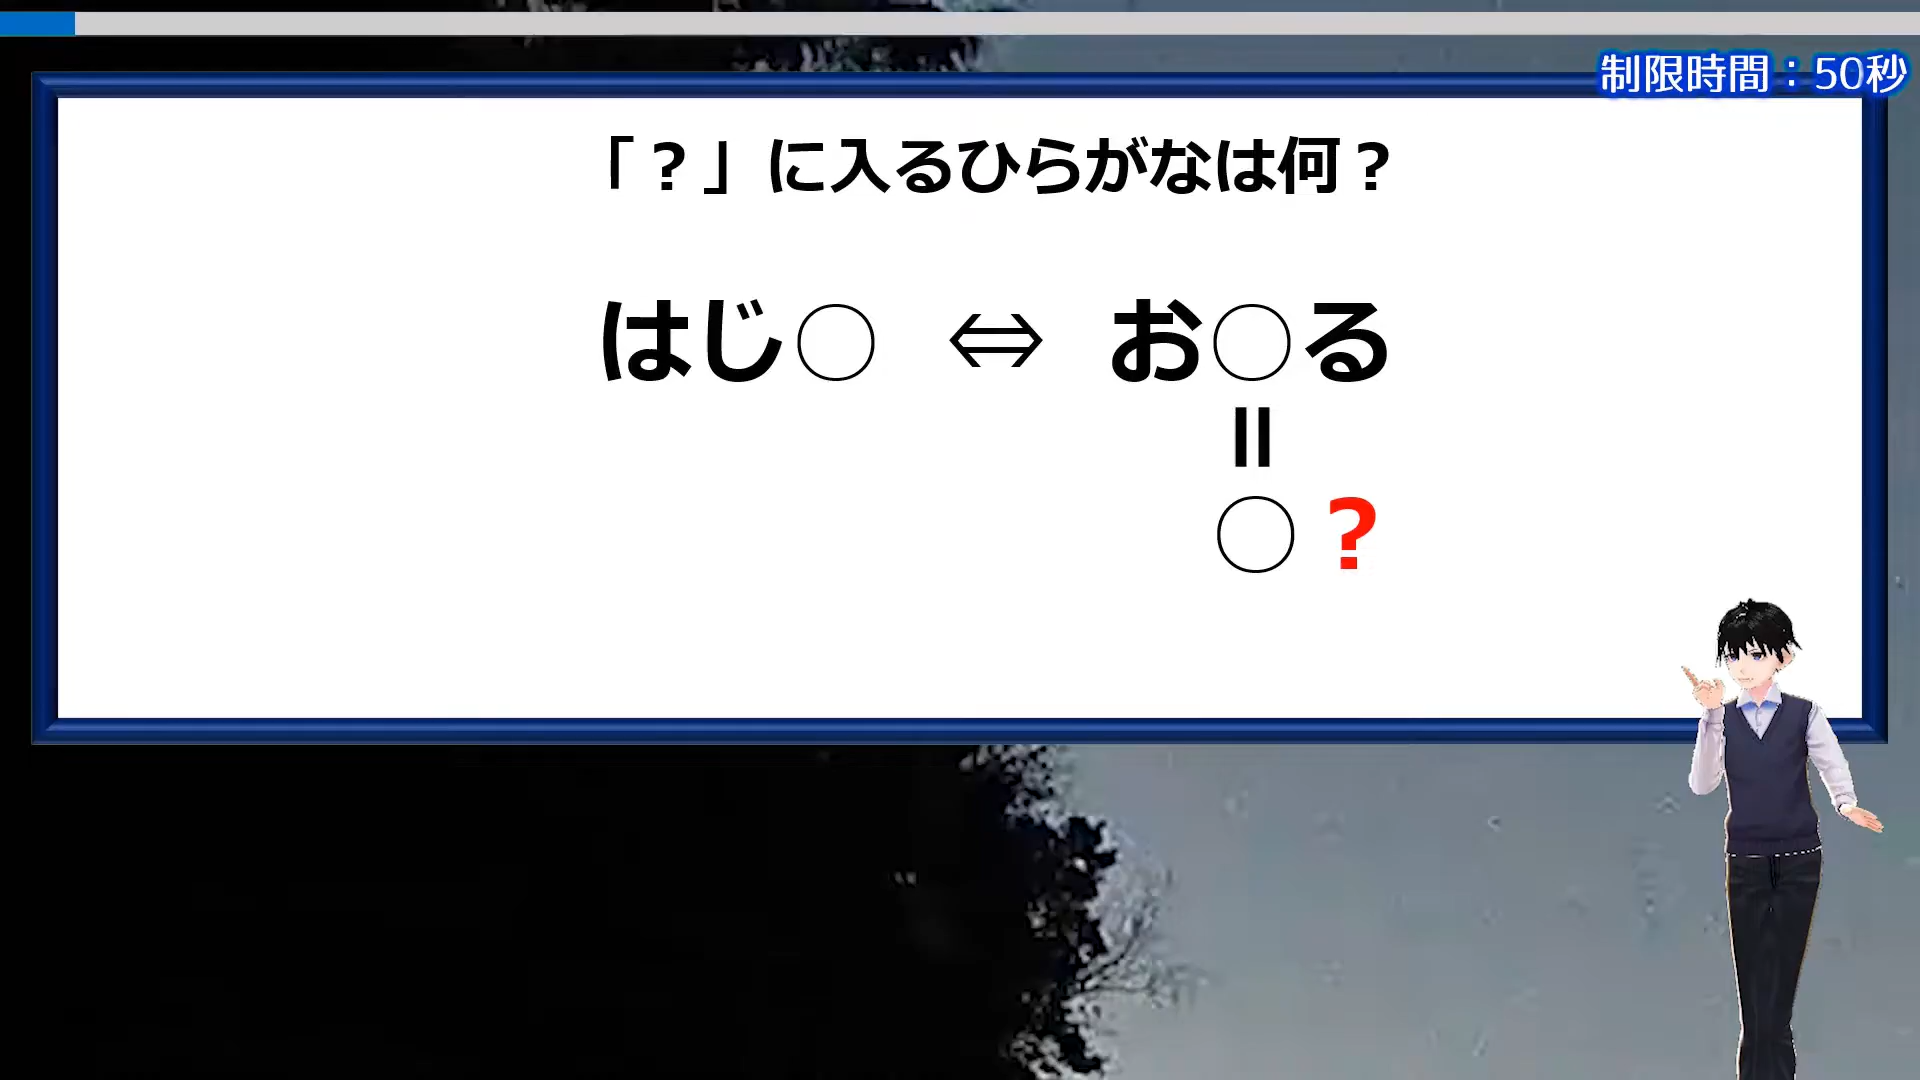 制限時間：50秒
「？」に入るひらがなは何？
はじ○ ⇔ お○る
=
○？